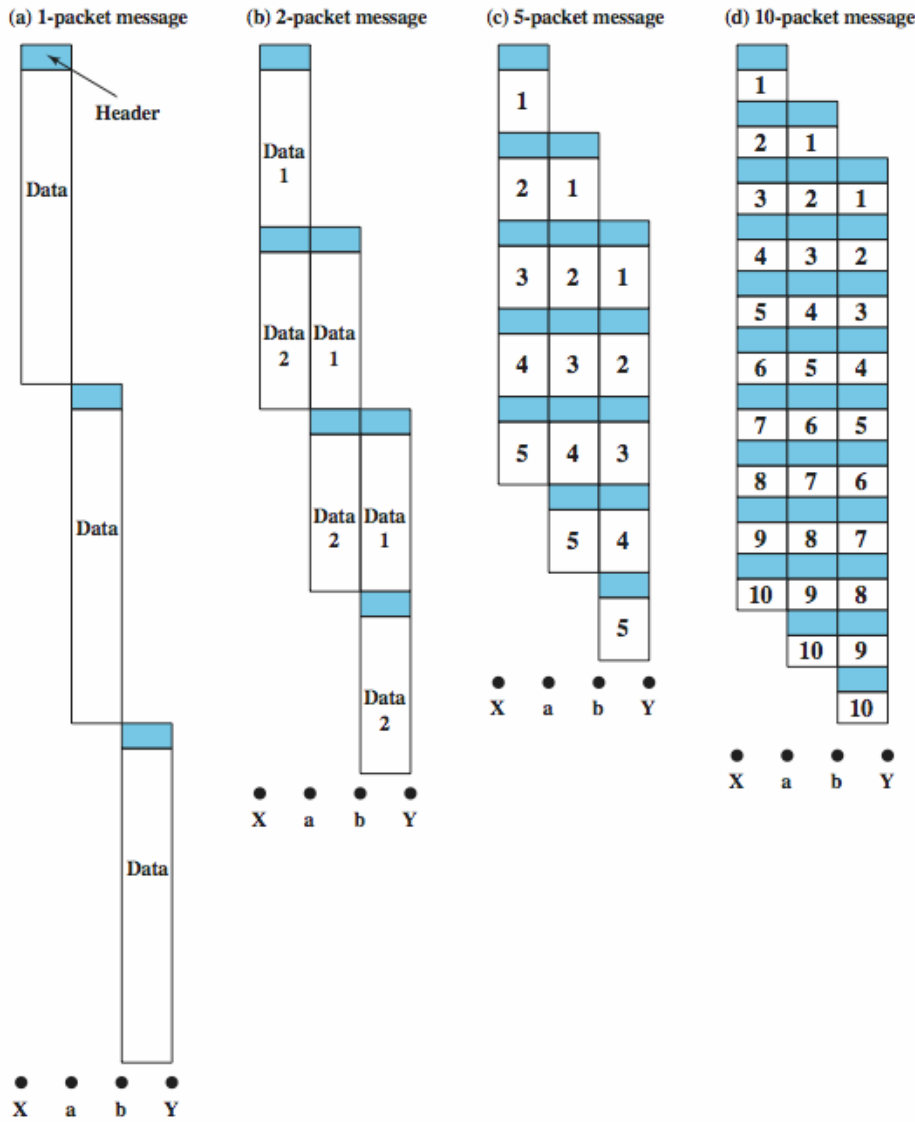 (a) 1-packet message
Header
Data
Data
Data
X a b Y
(b) 2-packet message
Data
1
Data
2
Data
1
Data
2
Data
1
Data
2
X a b Y
(c) 5-packet message
1
2 1
3 2 1
4 3 2
5 4 3
5 4
5
X a b Y
(d) 10-packet message
1
2 1
3 2 1
4 3 2
5 4 3
6 5 4
7 6 5
8 7 6
9 8 7
10 9 8
10 9
10
X a b Y